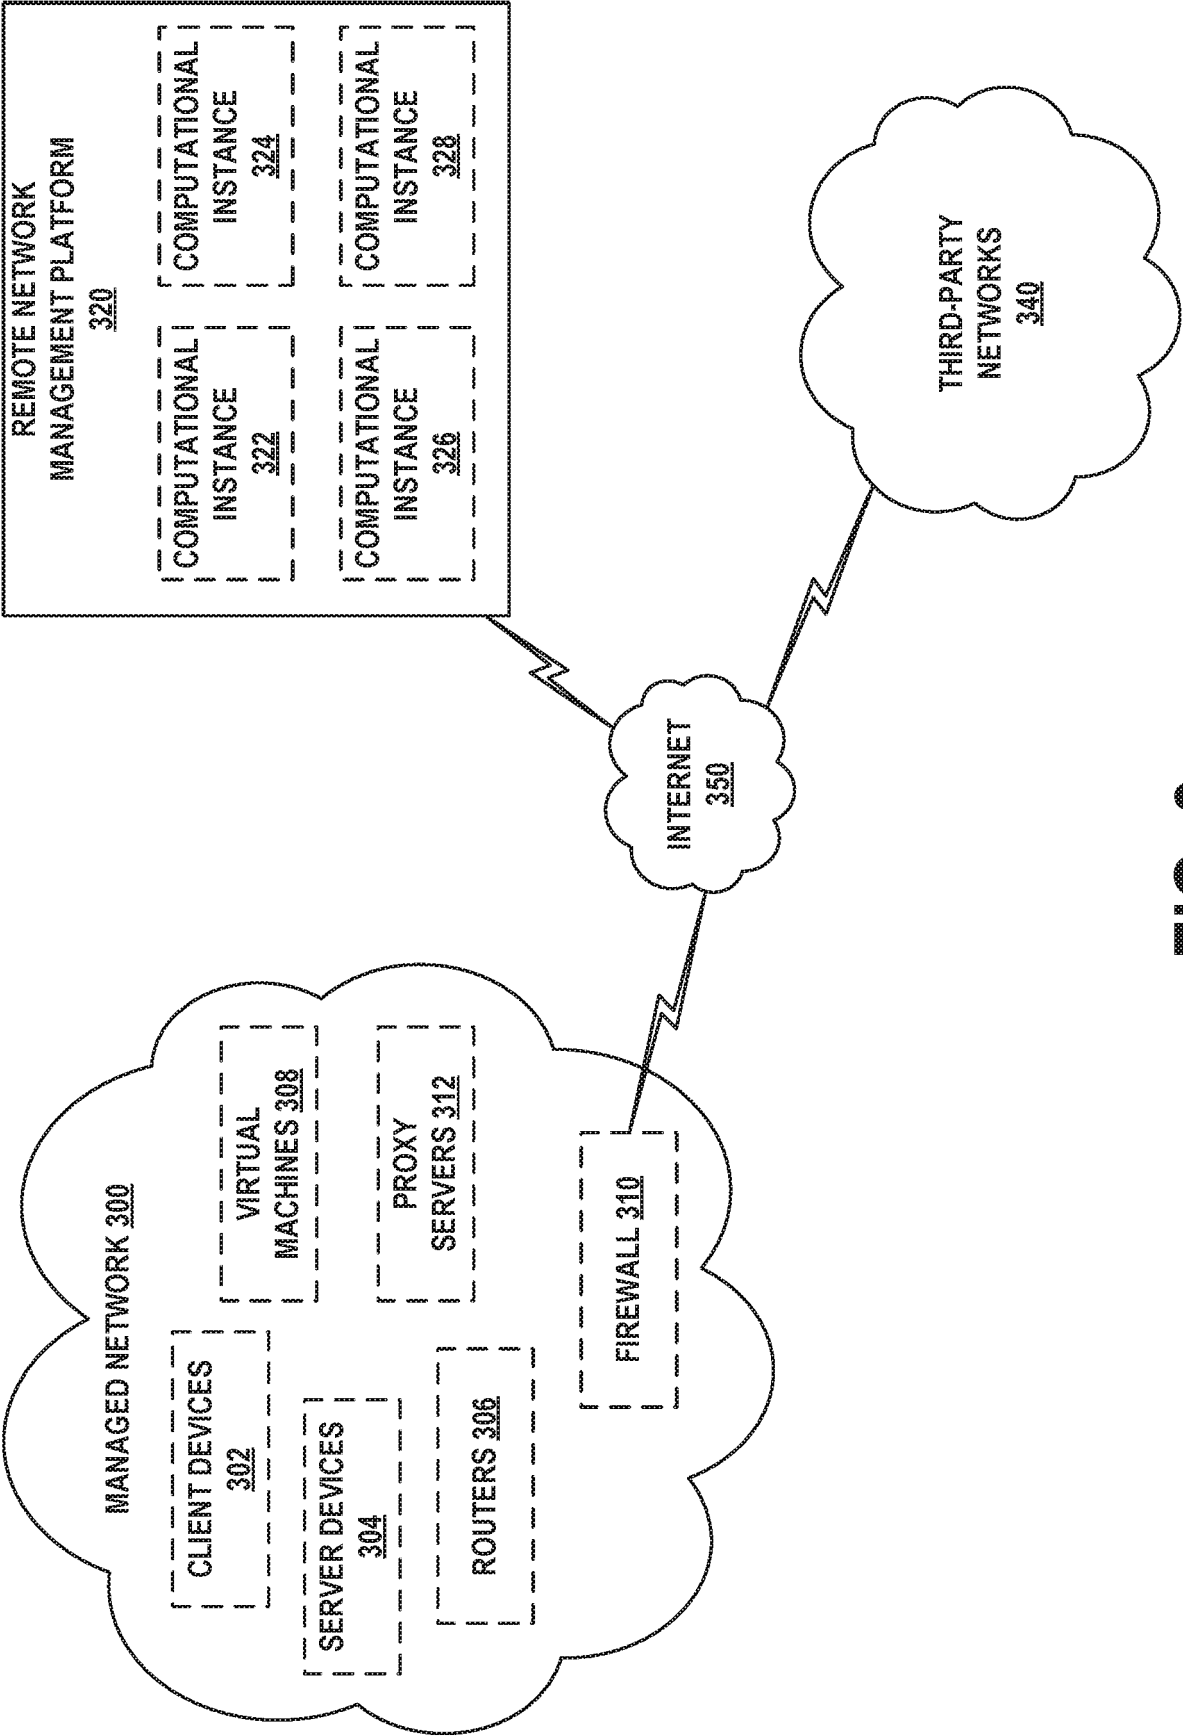 REMOTE NETWORK
MANAGEMENT PLATFORM
320
COMPUTATIONAL
INSTANCE
322
COMPUTATIONAL
INSTANCE
324
COMPUTATIONAL
INSTANCE
326
COMPUTATIONAL
INSTANCE
328
MANAGED NETWORK 300
CLIENT DEVICES
302
VIRTUAL
MACHINES 308
SERVER DEVICES
304
PROXY
SERVERS 312
ROUTERS 306
FIREWALL 310
INTERNET
350
THIRD-PARTY
NETWORKS
340